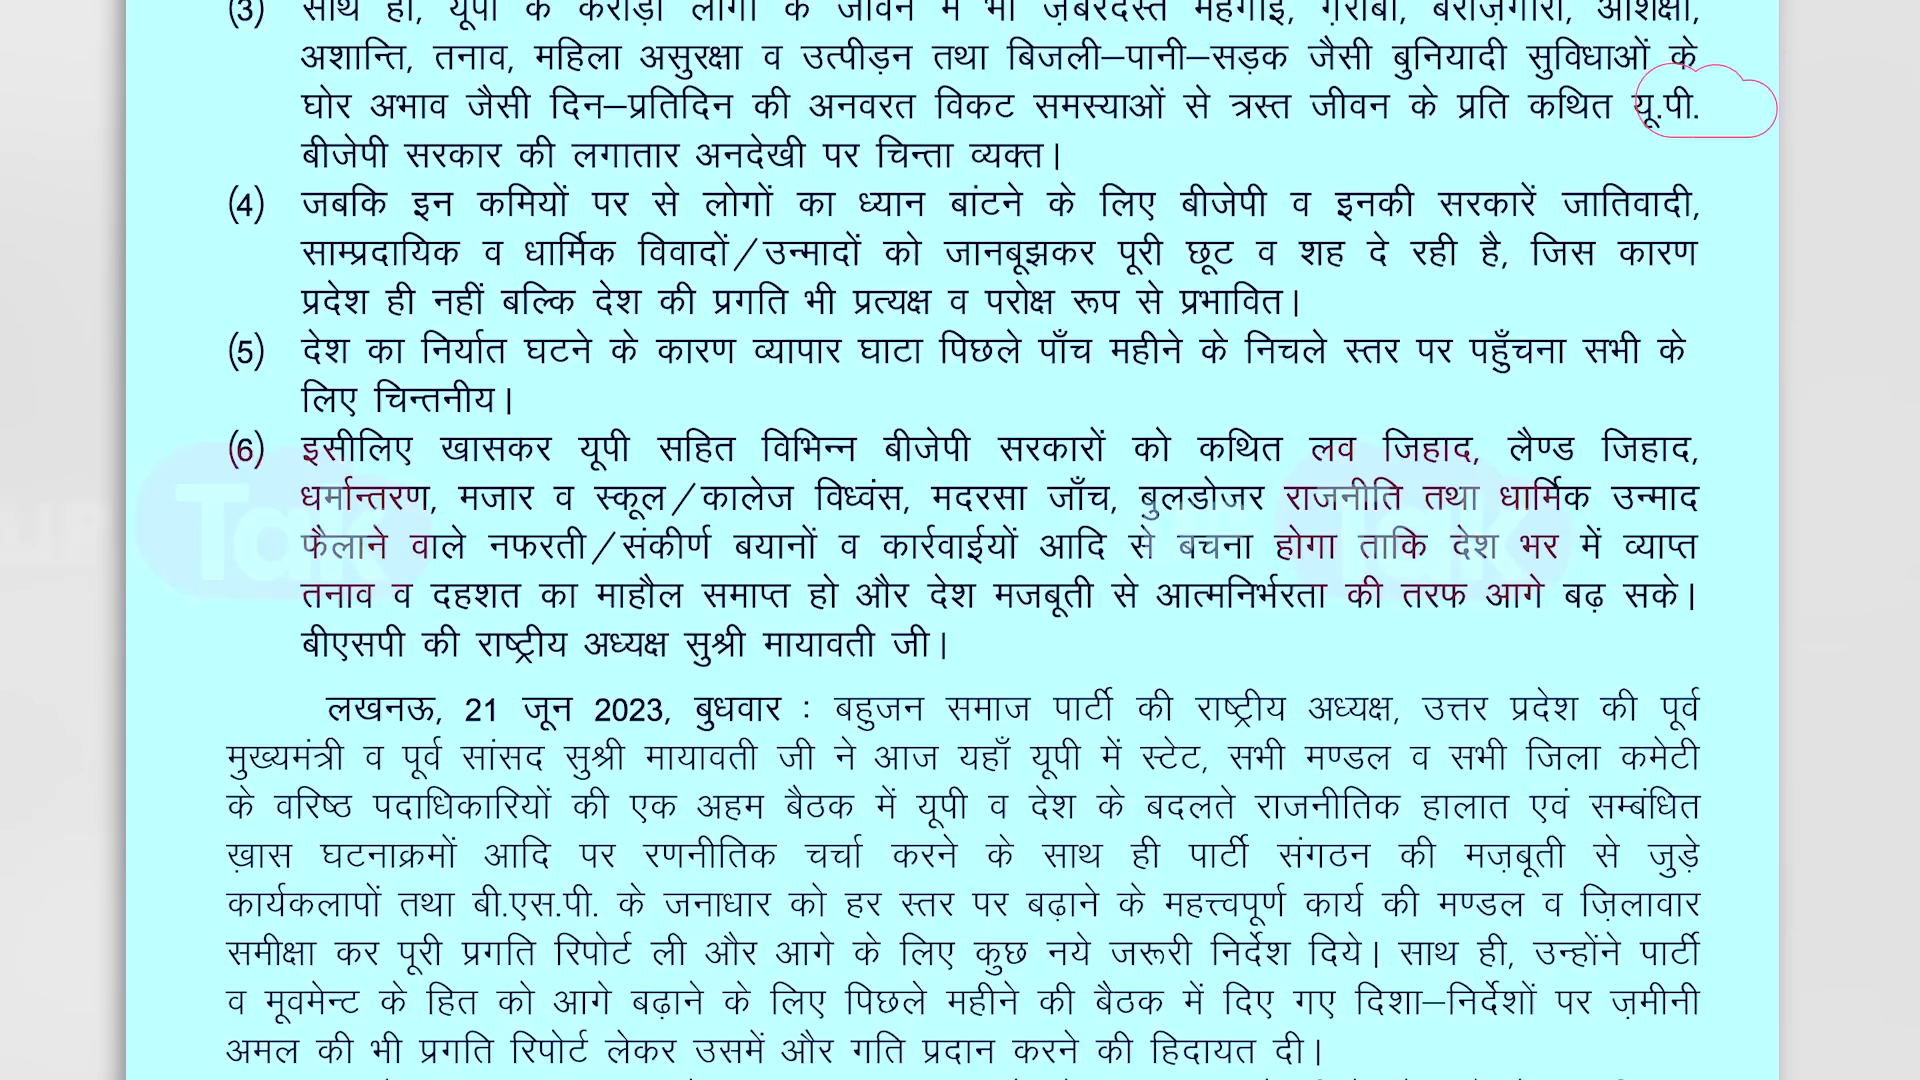 (3) साथ ही, यूपी के करोड़ों लोगों के जीवन में भी ज़बरदस्त महंगाई, ग़रीबी, बेरोज़गारी, अशिक्षा,
अशान्ति, तनाव, महिला असुरक्षा व उत्पीड़न तथा बिजली–पानी–सड़क जैसी बुनियादी सुविधाओं के
घोर अभाव जैसी दिन–प्रतिदिन की अनवरत विकट समस्याओं से त्रस्त जीवन के प्रति कथित यू.पी.
बीजेपी सरकार की लगातार अनदेखी पर चिन्ता व्यक्त।
(4) जबकि इन कमियों पर से लोगों का ध्यान बांटने के लिए बीजेपी व इनकी सरकारें जातिवादी,
साम्प्रदायिक व धार्मिक विवादों/उन्मादों को जानबूझकर पूरी छूट व शह दे रही है, जिस कारण
प्रदेश ही नहीं बल्कि देश की प्रगति भी प्रत्यक्ष व परोक्ष रूप से प्रभावित।
(5) देश का निर्यात घटने के कारण व्यापार घाटा पिछले पाँच महीने के निचले स्तर पर पहुँचना सभी के
लिए चिन्तनीय।
(6) इसीलिए खासकर यूपी सहित विभिन्न बीजेपी सरकारों को कथित लव जिहाद, लैण्ड जिहाद,
धर्मान्तरण, मजार व स्कूल/कालेज विध्वंस, मदरसा जाँच, बुलडोजर राजनीति तथा धार्मिक उन्माद
फैलाने वाले नफरती/संकीर्ण बयानों व कार्रवाईयों आदि से बचना होगा ताकि देश भर में व्याप्त
तनाव व दहशत का माहौल समाप्त हो और देश मजबूती से आत्मनिर्भरता की तरफ आगे बढ़ सके।
बीएसपी की राष्ट्रीय अध्यक्ष सुश्री मायावती जी।
UP Tak
Tak
लखनऊ, 21 जून 2023, बुधवार : बहुजन समाज पार्टी की राष्ट्रीय अध्यक्ष, उत्तर प्रदेश की पूर्व
मुख्यमंत्री व पूर्व सांसद सुश्री मायावती जी ने आज यहाँ यूपी में स्टेट, सभी मण्डल व सभी जिला कमेटी
के वरिष्ठ पदाधिकारियों की एक अहम बैठक में यूपी व देश के बदलते राजनीतिक हालात एवं सम्बंधित
ख़ास घटनाक्रमों आदि पर रणनीतिक चर्चा करने के साथ ही पार्टी संगठन की मज़बूती से जुड़े
कार्यकलापों तथा बी.एस.पी. के जनाधार को हर स्तर पर बढ़ाने के महत्त्वपूर्ण कार्य की मण्डल व ज़िलावार
समीक्षा कर पूरी प्रगति रिपोर्ट ली और आगे के लिए कुछ नये जरूरी निर्देश दिये। साथ ही, उन्होंने पार्टी
व मूवमेन्ट के हित को आगे बढ़ाने के लिए पिछले महीने की बैठक में दिए गए दिशा–निर्देशों पर ज़मीनी
अमल की भी प्रगति रिपोर्ट लेकर उसमें और गति प्रदान करने की हिदायत दी।